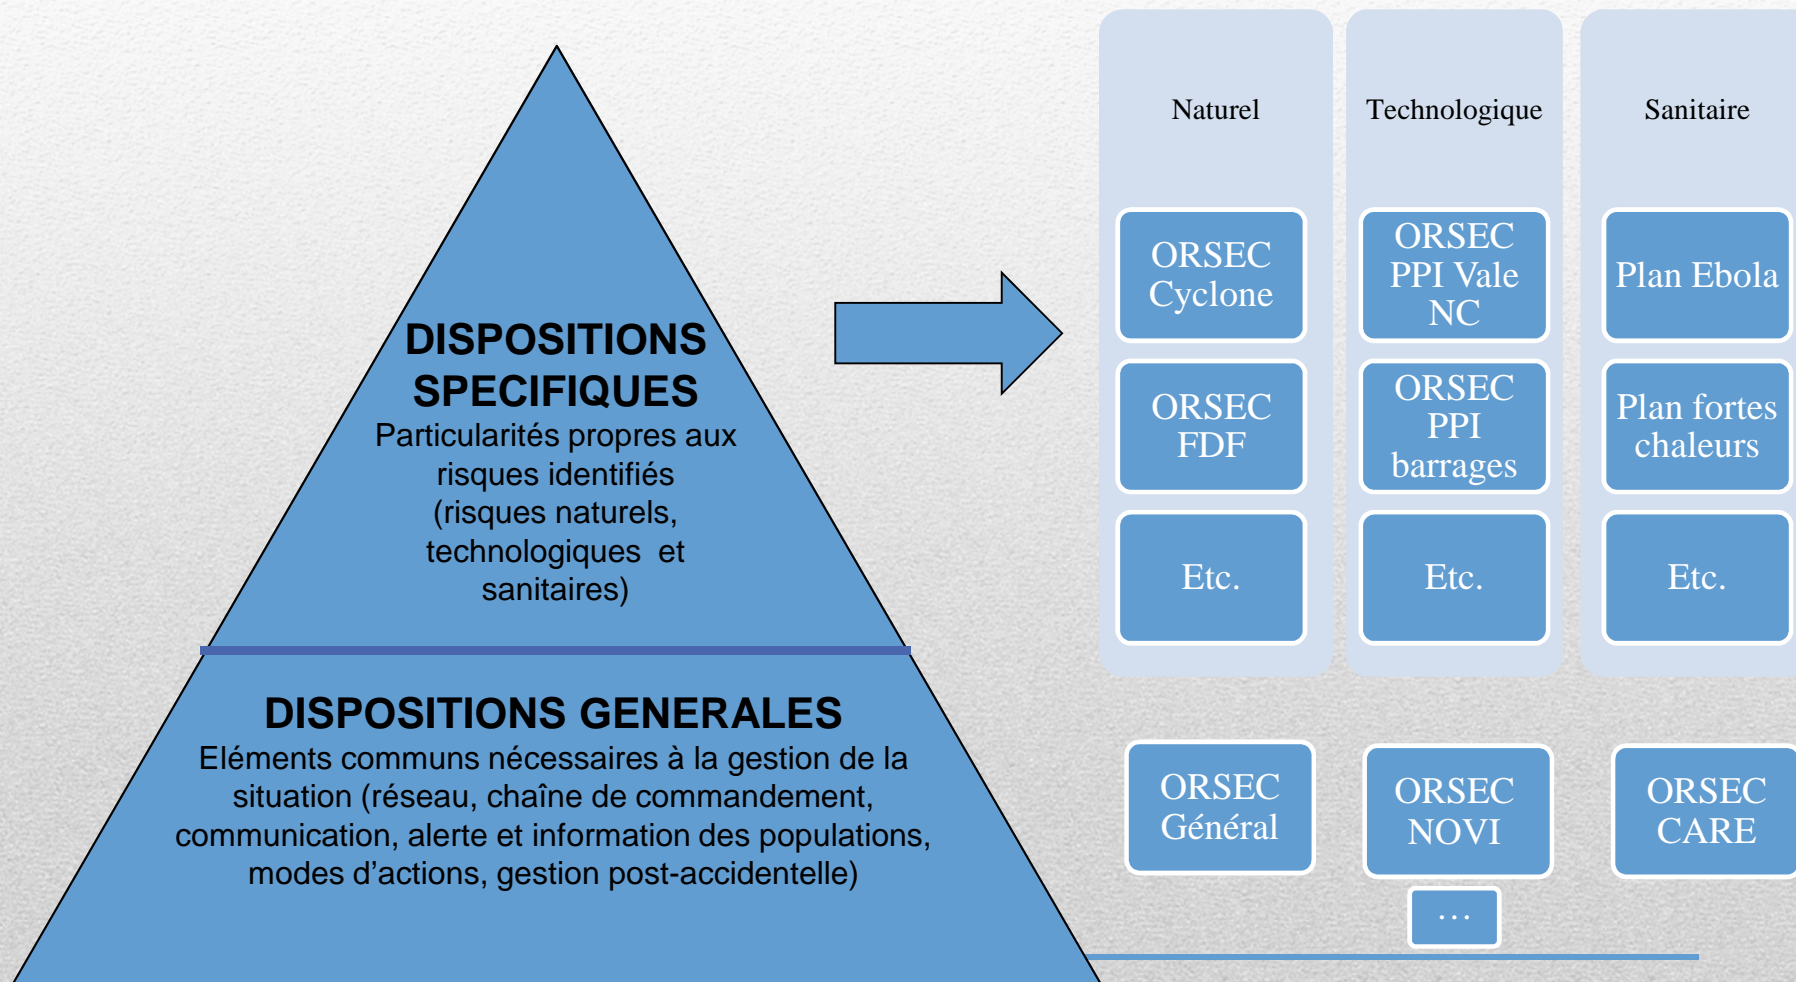 DISPOSITIONS
SPECIFIQUES
Particularités propres aux
risques identifiés
(risques naturels,
technologiques  et
sanitaires)
DISPOSITIONS GENERALES
Eléments communs nécessaires à la gestion de la
situation (réseau, chaîne de commandement,
communication, alerte et information des populations,
modes d’actions, gestion post-accidentelle)
Naturel
ORSEC
Cyclone
ORSEC
FDF
Etc.
Technologique
ORSEC
PPI Vale
NC
ORSEC
PPI
barrages
Etc.
Sanitaire
Plan Ebola
Plan fortes
chaleurs
Etc.
ORSEC
Général
ORSEC
NOVI
ORSEC
CARE
…